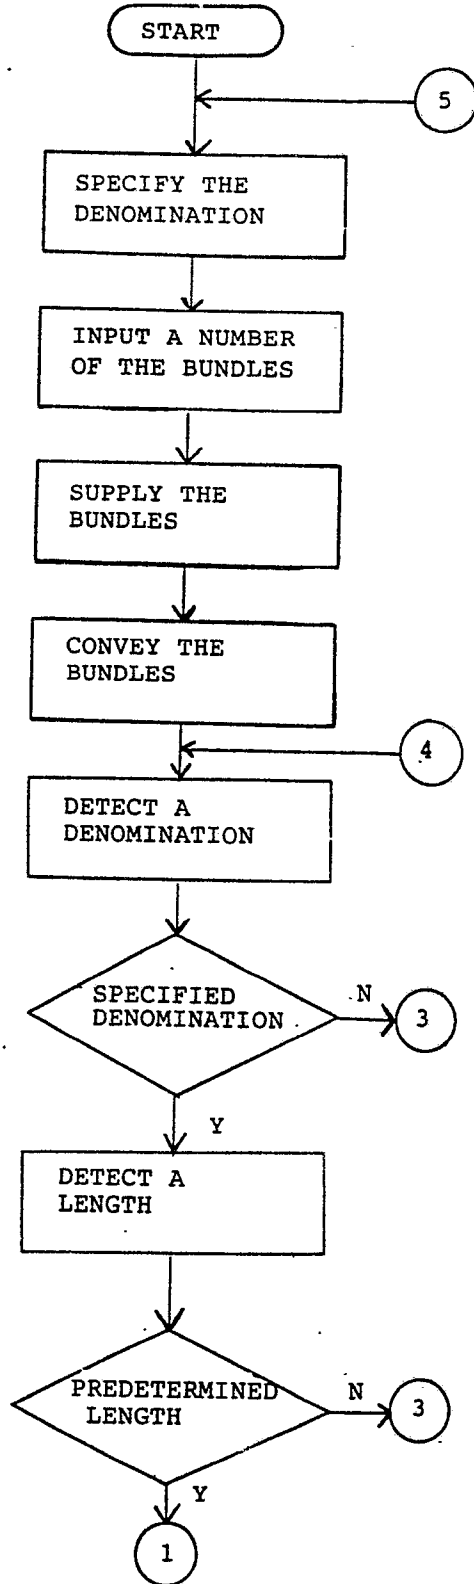 START
5
SPECIFY THE
DENOMINATION
INPUT A NUMBER
OF THE BUNDLES
SUPPLY THE
BUNDLES
CONVEY THE
BUNDLES
4
DETECT A
DENOMINATION
SPECIFIED
DENOMINATION
N
3
Y
DETECT A
LENGTH
PREDETERMINED
LENGTH
N
3
Y
1